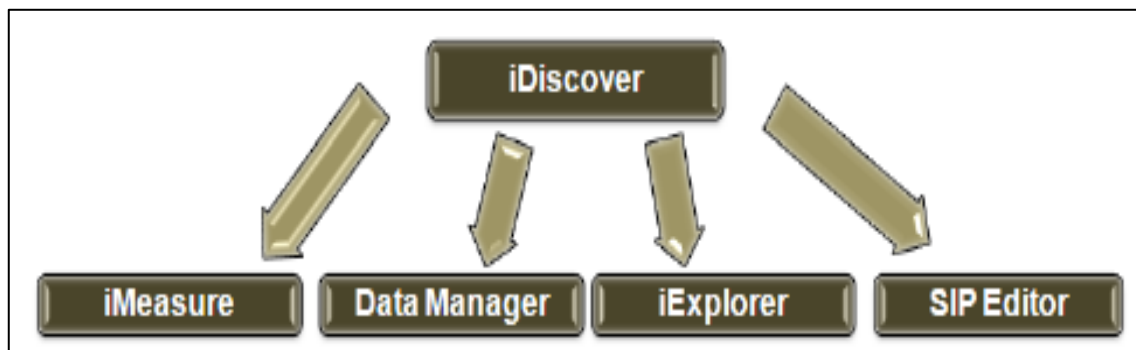 iDiscover
iMeasure
Data Manager
iExplorer
SIP Editor